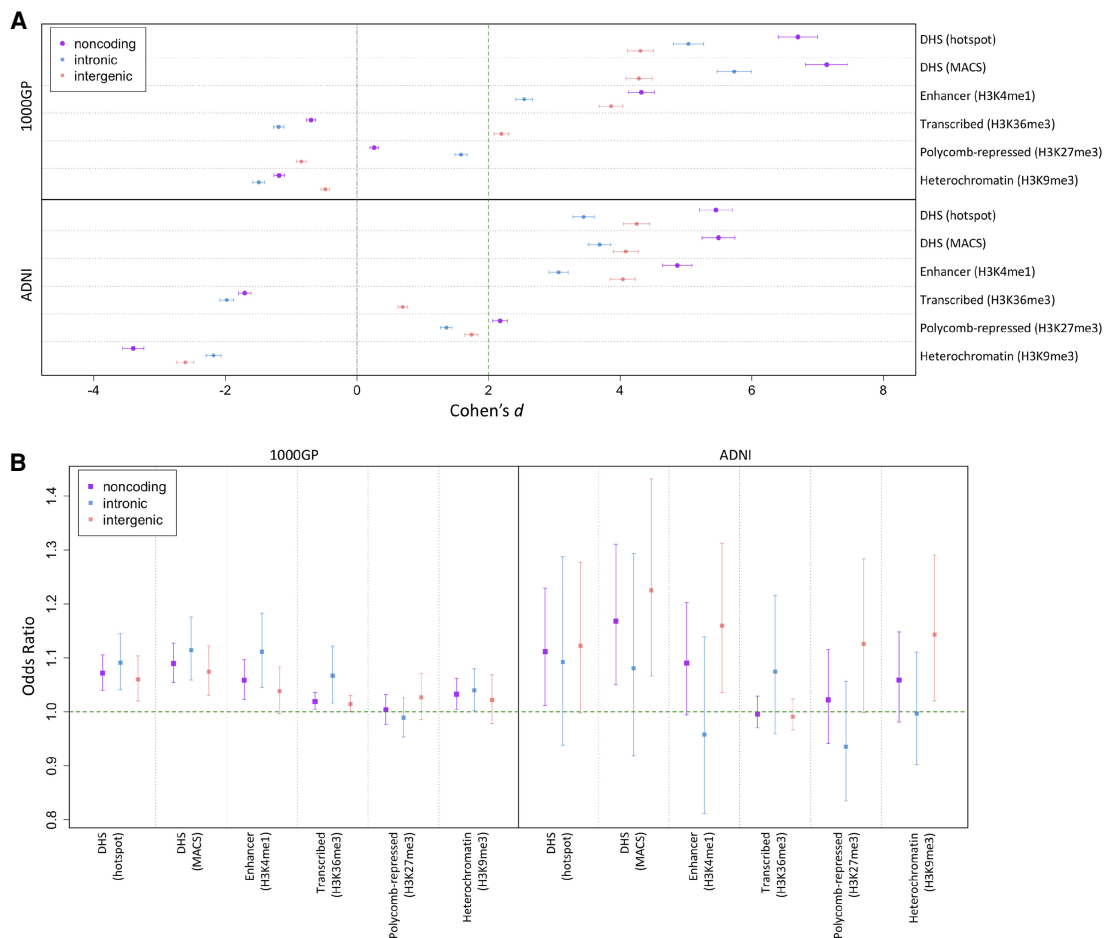 A
noncoding
intronic
intergenic
1000GP
DHS (hotspot)
DHS (MACS)
Enhancer (H3K4me1)
Transcribed (H3K36me3)
Polycomb-repressed (H3K27me3)
Heterochromatin (H3K9me3)
ADNI
DHS (hotspot)
DHS (MACS)
Enhancer (H3K4me1)
Transcribed (H3K36me3)
Polycomb-repressed (H3K27me3)
Heterochromatin (H3K9me3)
-4 -2 0 2 4 6 8
Cohen's d
B
1000GP ADNI
noncoding
intronic
intergenic
Odds Ratio
1.4
1.3
1.2
1.1
1.0
0.9
0.8
DHS
(hotspot)
DHS
(MACS)
Enhancer
(H3K4me1)
Transcribed
(H3K36me3)
Polycomb-repressed
(H3K27me3)
Heterochromatin
(H3K9me3)
DHS
(hotspot)
DHS
(MACS)
Enhancer
(H3K4me1)
Transcribed
(H3K36me3)
Polycomb-repressed
(H3K27me3)
Heterochromatin
(H3K9me3)